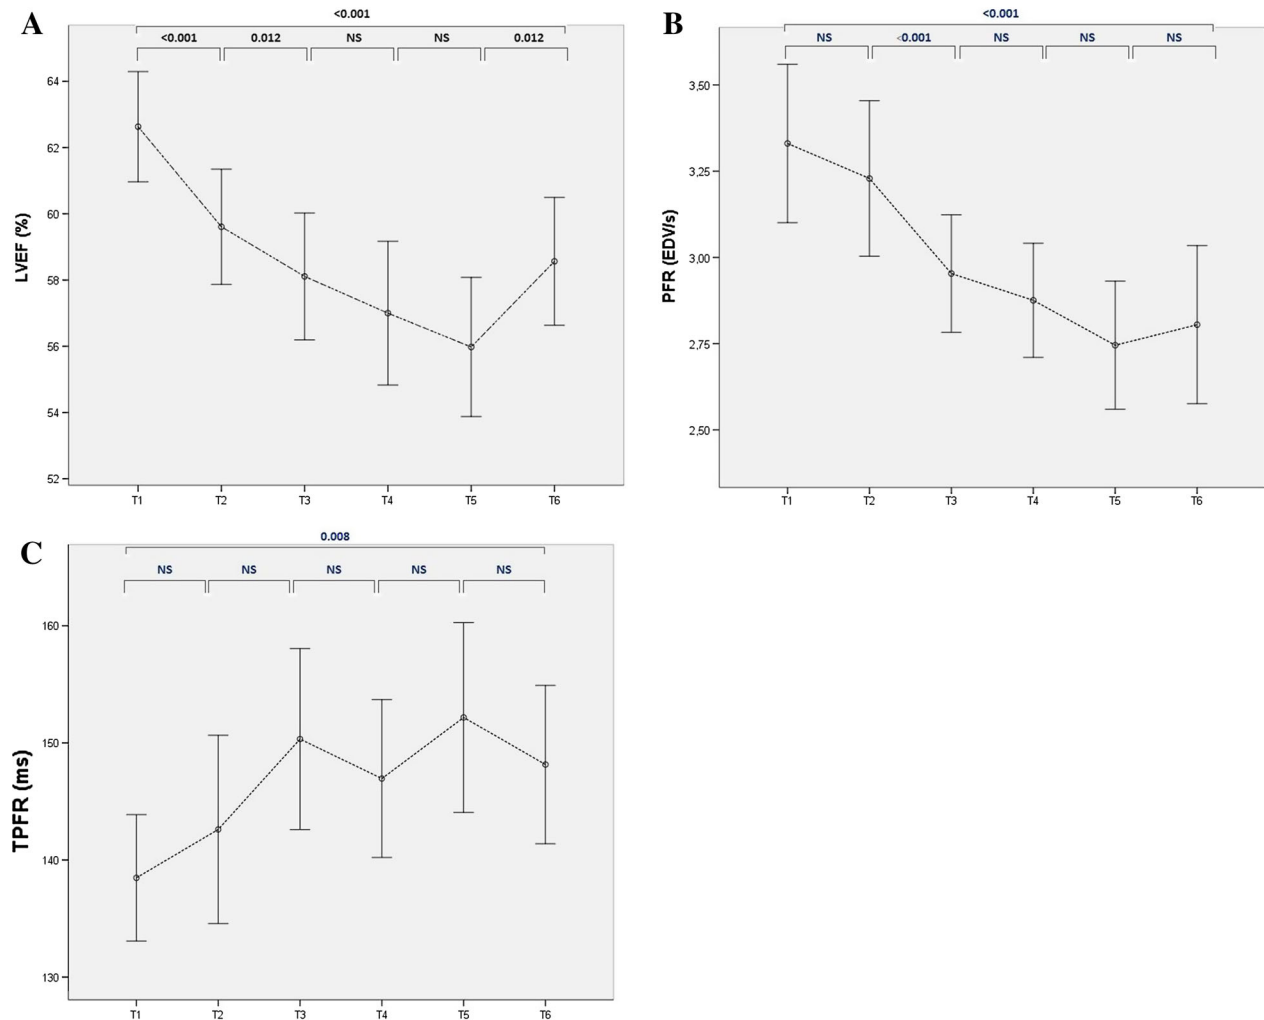 A
<0.001
<0.001 0.012 NS NS 0.012
64
62
60
58
56
54
52
LVEF (%)
T1 T2 T3 T4 T5 T6
B
<0.001
NS <0.001 NS NS NS
3,50
3,25
3,00
2,75
2,50
PFR (EDV/s)
T1 T2 T3 T4 T5 T6
C
0.008
NS NS NS NS NS
160
150
140
130
TPFR (ms)
T1 T2 T3 T4 T5 T6